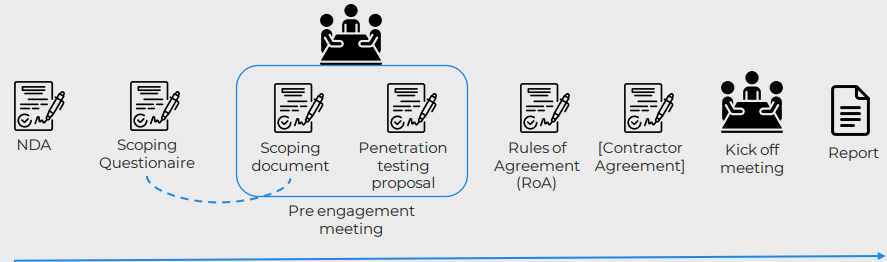 NDA
Scoping
Questionaire
Scoping
document
Penetration
testing
proposal
Pre engagement
meeting
Rules of
Agreement
(RoA)
[Contractor
Agreement]
Kick off
meeting
Report